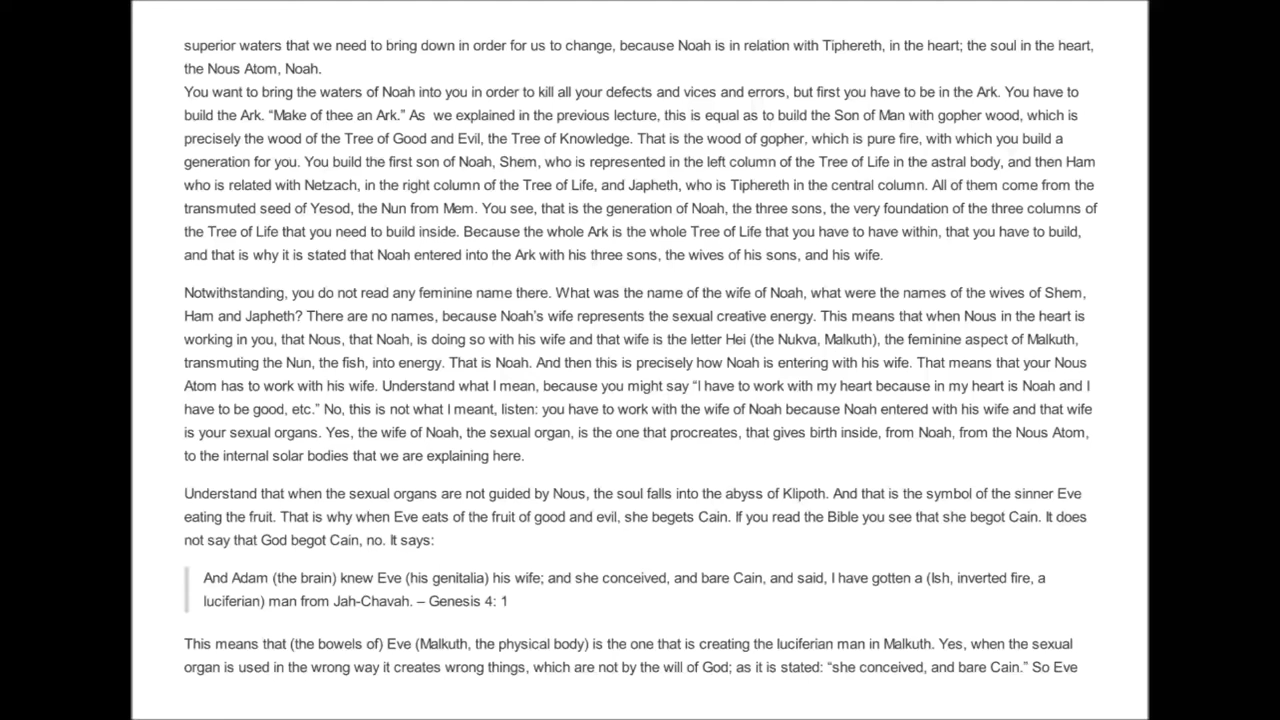 superior waters that we need to bring down in order for us to change, because Noah is in relation with Tiphereth, in the heart; the soul in the heart,
the Nous Atom, Noah.
You want to bring the waters of Noah into you in order to kill all your defects and vices and errors, but first you have to be in the Ark. You have to
build the Ark. “Make of thee an Ark.” As  we explained in the previous lecture, this is equal as to build the Son of Man with gopher wood, which is
precisely the wood of the Tree of Good and Evil, the Tree of Knowledge. That is the wood of gopher, which is pure fire, with which you build a
generation for you. You build the first son of Noah, Shem, who is represented in the left column of the Tree of Life in the astral body, and then Ham
who is related with Netzach, in the right column of the Tree of Life, and Japheth, who is Tiphereth in the central column. All of them come from the
transmuted seed of Yesod, the Nun from Mem. You see, that is the generation of Noah, the three sons, the very foundation of the three columns of
the Tree of Life that you need to build inside. Because the whole Ark is the whole Tree of Life that you have to have within, that you have to build,
and that is why it is stated that Noah entered into the Ark with his three sons, the wives of his sons, and his wife.
Notwithstanding, you do not read any feminine name there. What was the name of the wife of Noah, what were the names of the wives of Shem,
Ham and Japheth? There are no names, because Noah’s wife represents the sexual creative energy. This means that when Nous in the heart is
working in you, that Nous, that Noah, is doing so with his wife and that wife is the letter Hei (the Nukva, Malkuth), the feminine aspect of Malkuth,
transmuting the Nun, the fish, into energy. That is Noah. And then this is precisely how Noah is entering with his wife. That means that your Nous
Atom has to work with his wife. Understand what I mean, because you might say “I have to work with my heart because in my heart is Noah and I
have to be good, etc.” No, this is not what I meant, listen: you have to work with the wife of Noah because Noah entered with his wife and that wife
is your sexual organs. Yes, the wife of Noah, the sexual organ, is the one that procreates, that gives birth inside, from Noah, from the Nous Atom,
to the internal solar bodies that we are explaining here.
Understand that when the sexual organs are not guided by Nous, the soul falls into the abyss of Klipoth. And that is the symbol of the sinner Eve
eating the fruit. That is why when Eve eats of the fruit of good and evil, she begets Cain. If you read the Bible you see that she begot Cain. It does
not say that God begot Cain, no. It says:
And Adam (the brain) knew Eve (his genitalia) his wife; and she conceived, and bare Cain, and said, I have gotten a (Ish, inverted fire, a
luciferian) man from Jah-Chavah. – Genesis 4: 1
This means that (the bowels of) Eve (Malkuth, the physical body) is the one that is creating the luciferian man in Malkuth. Yes, when the sexual
organ is used in the wrong way it creates wrong things, which are not by the will of God; as it is stated: “she conceived, and bare Cain.” So Eve